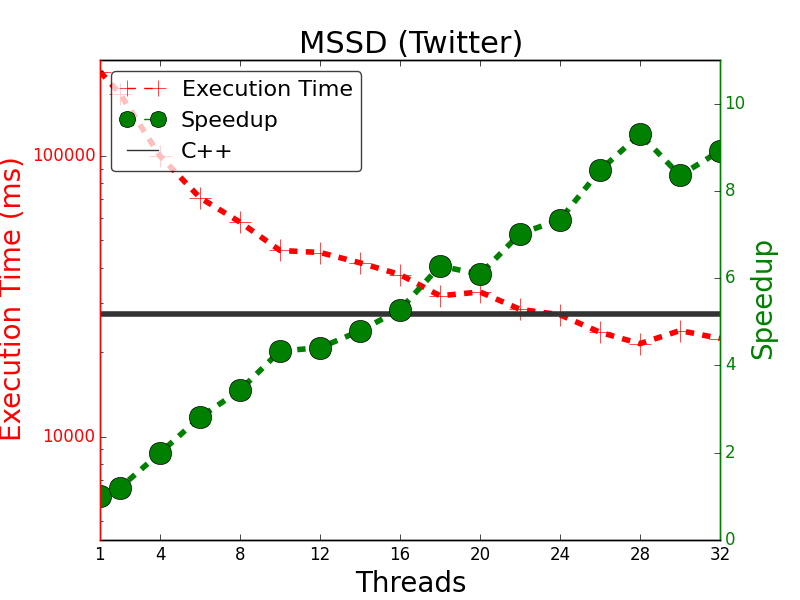 MSSD (Twitter)
Execution Time
Speedup
C++
Execution Time (ms)
100000
10000
10
8
6
4
2
0
Speedup
1 4 8 12 16 20 24 28 32
Threads